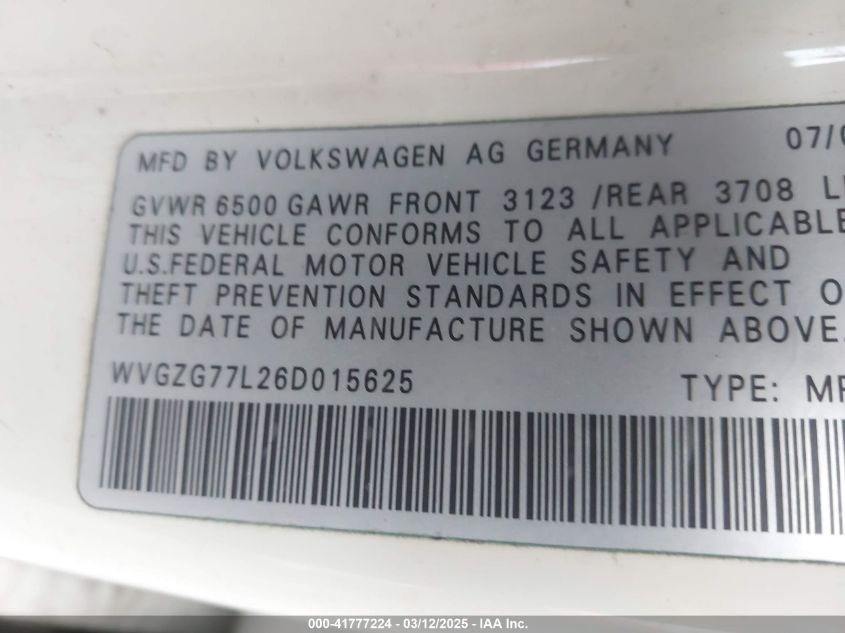 MFD BY VOLKSWAGEN AG GERMANY 07/0
GVWR 6500 GAWR FRONT 3123 /REAR 3708
THIS VEHICLE CONFORMS TO ALL APPLICABLE
U.S.FEDERAL MOTOR VEHICLE SAFETY AND
THEFT PREVENTION STANDARDS IN EFFECT
THE DATE OF MANUFACTURE SHOWN ABOVE.
WVGZG77L26D015625 TYPE:
000-41777224 - 03/12/2025 - IAA Inc.